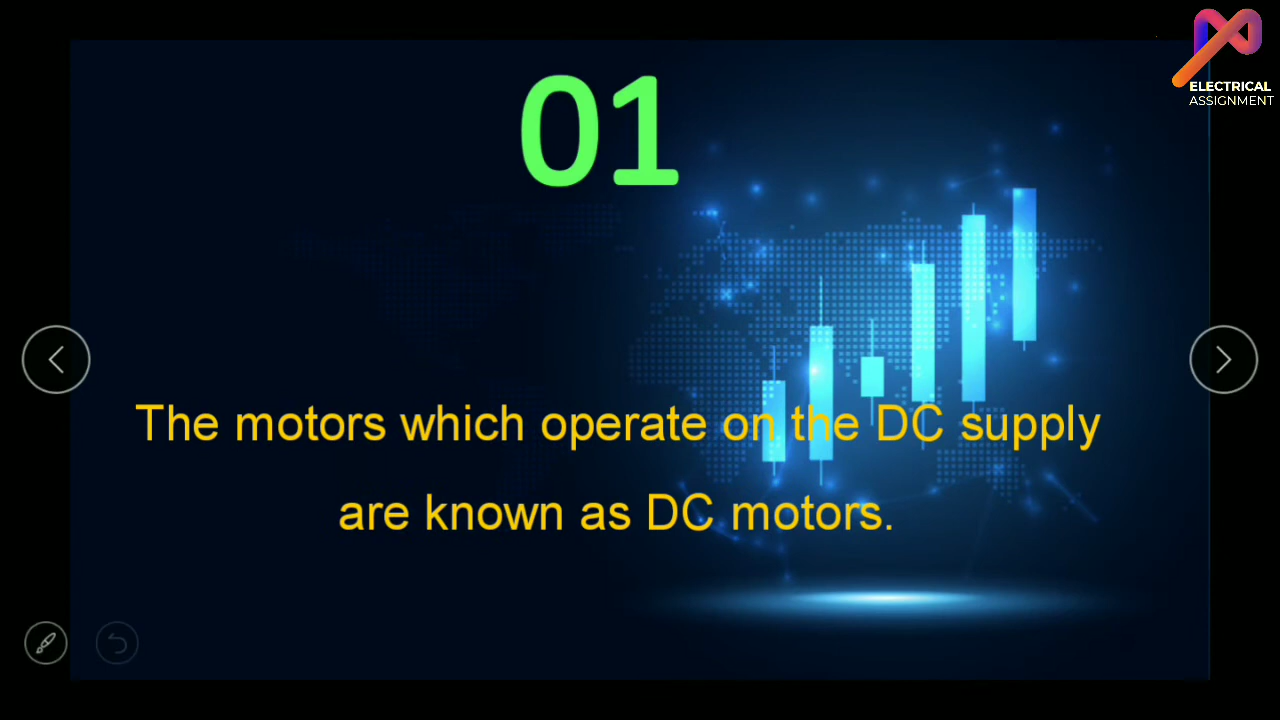 ELECTRICAL
ASSIGNMENT
01
The motors which operate on the DC supply
are known as DC motors.